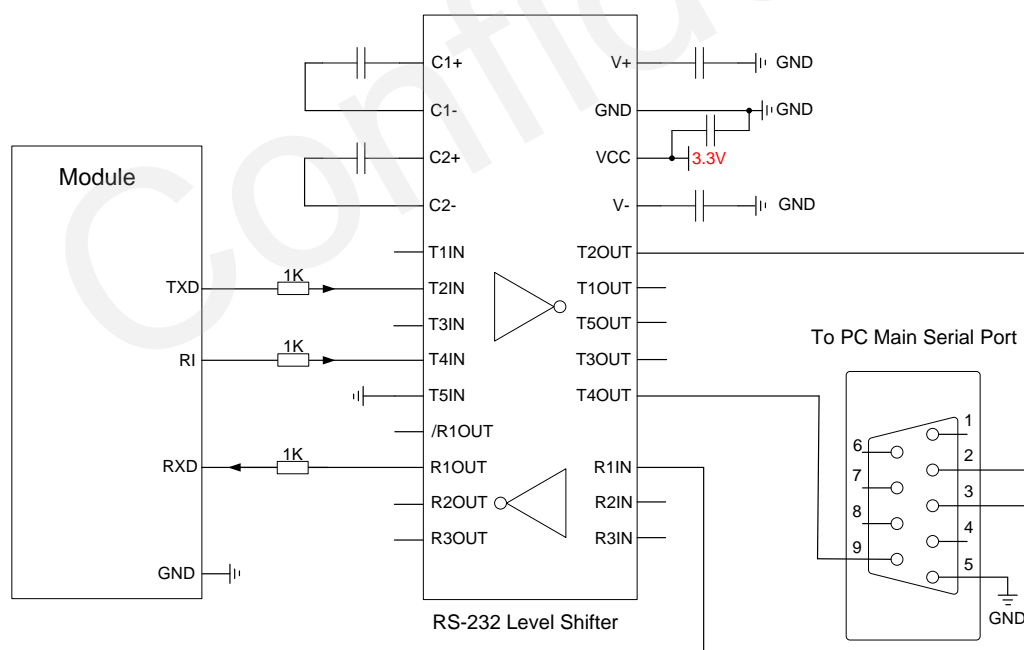 Confid
Module
TXD
RI
RXD
GND
1K
1K
1K
C1+
C1-
C2+
C2-
T1IN
T2IN
T3IN
T4IN
T5IN
/R1OUT
R1OUT
R2OUT
R3OUT
V+
GND
VCC
V-
T2OUT
T1OUT
T5OUT
T3OUT
T4OUT
R1IN
R2IN
R3IN
GND
GND
3.3V
GND
RS-232 Level Shifter
To PC Main Serial Port
1
6
2
7
3
8
4
9
5
GND